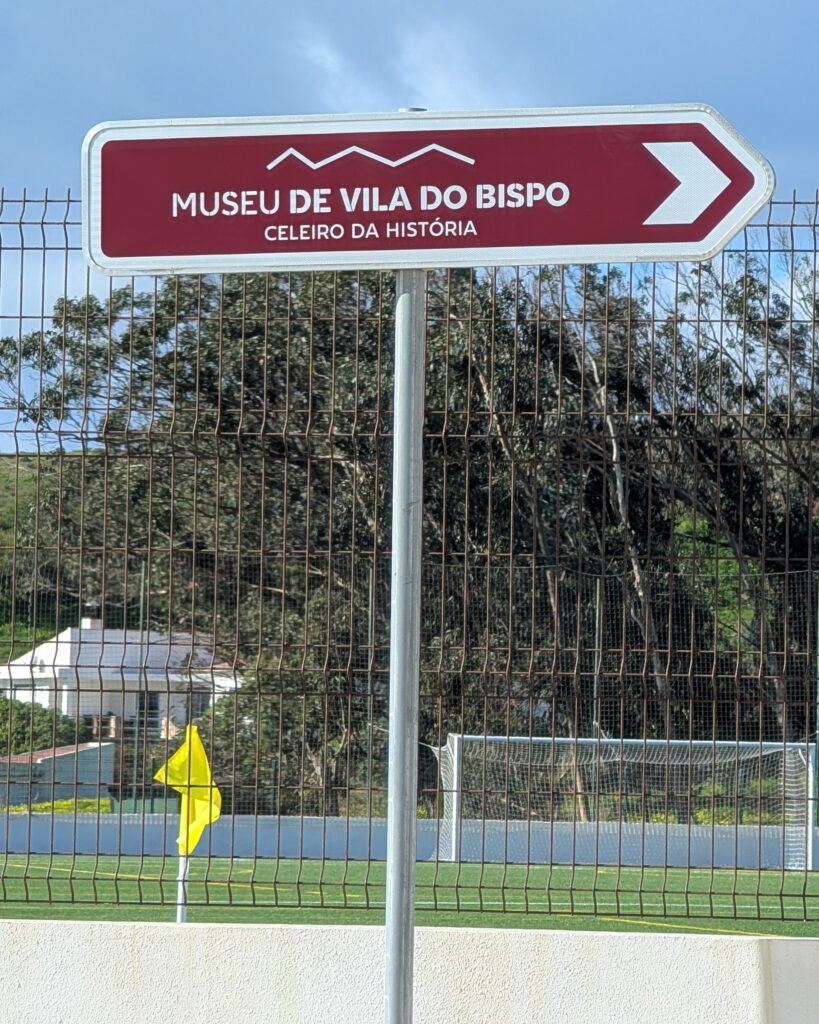 MUSEU DE VILA DO BISPO
CELEIRO DA HISTÓRIA